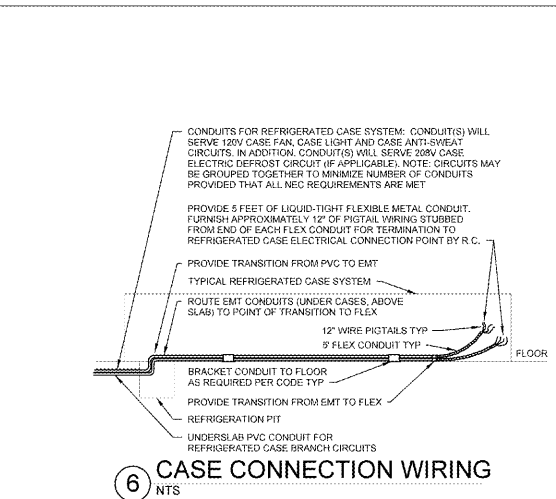 CONDUITS FOR REFRIGERATED CASE SYSTEM: CONDUIT(S) WILL
SERVE 120V CASE FAN, CASE LIGHT AND CASE ANTI-SWEAT
CIRCUITS. IN ADDITION, CONDUIT(S) WILL SERVE 208V CASE
ELECTRIC DEFROST CIRCUIT (IF APPLICABLE). NOTE: CIRCUITS MAY
BE GROUPED TOGETHER TO MINIMIZE NUMBER OF CONDUITS
PROVIDED THAT ALL NEC REQUIREMENTS ARE MET
PROVIDE 5 FEET OF LIQUID-TIGHT FLEXIBLE METAL CONDUIT.
FURNISH APPROXIMATELY 12" OF PIGTAIL WIRING STUBBED
FROM END OF EACH FLEX CONDUIT FOR TERMINATION TO
REFRIGERATED CASE ELECTRICAL CONNECTION POINT BY R.C.
PROVIDE TRANSITION FROM PVC TO EMT
TYPICAL REFRIGERATED CASE SYSTEM
ROUTE EMT CONDUITS (UNDER CASES, ABOVE
SLAB) TO POINT OF TRANSITION TO FLEX
12" WIRE PIGTAILS TYP
5' FLEX CONDUIT TYP
FLOOR
BRACKET CONDUIT TO FLOOR
AS REQUIRED PER CODE TYP
PROVIDE TRANSITION FROM EMT TO FLEX
REFRIGERATION PIT
UNDERSLAB PVC CONDUIT FOR
REFRIGERATED CASE BRANCH CIRCUITS
6 CASE CONNECTION WIRING
NTS